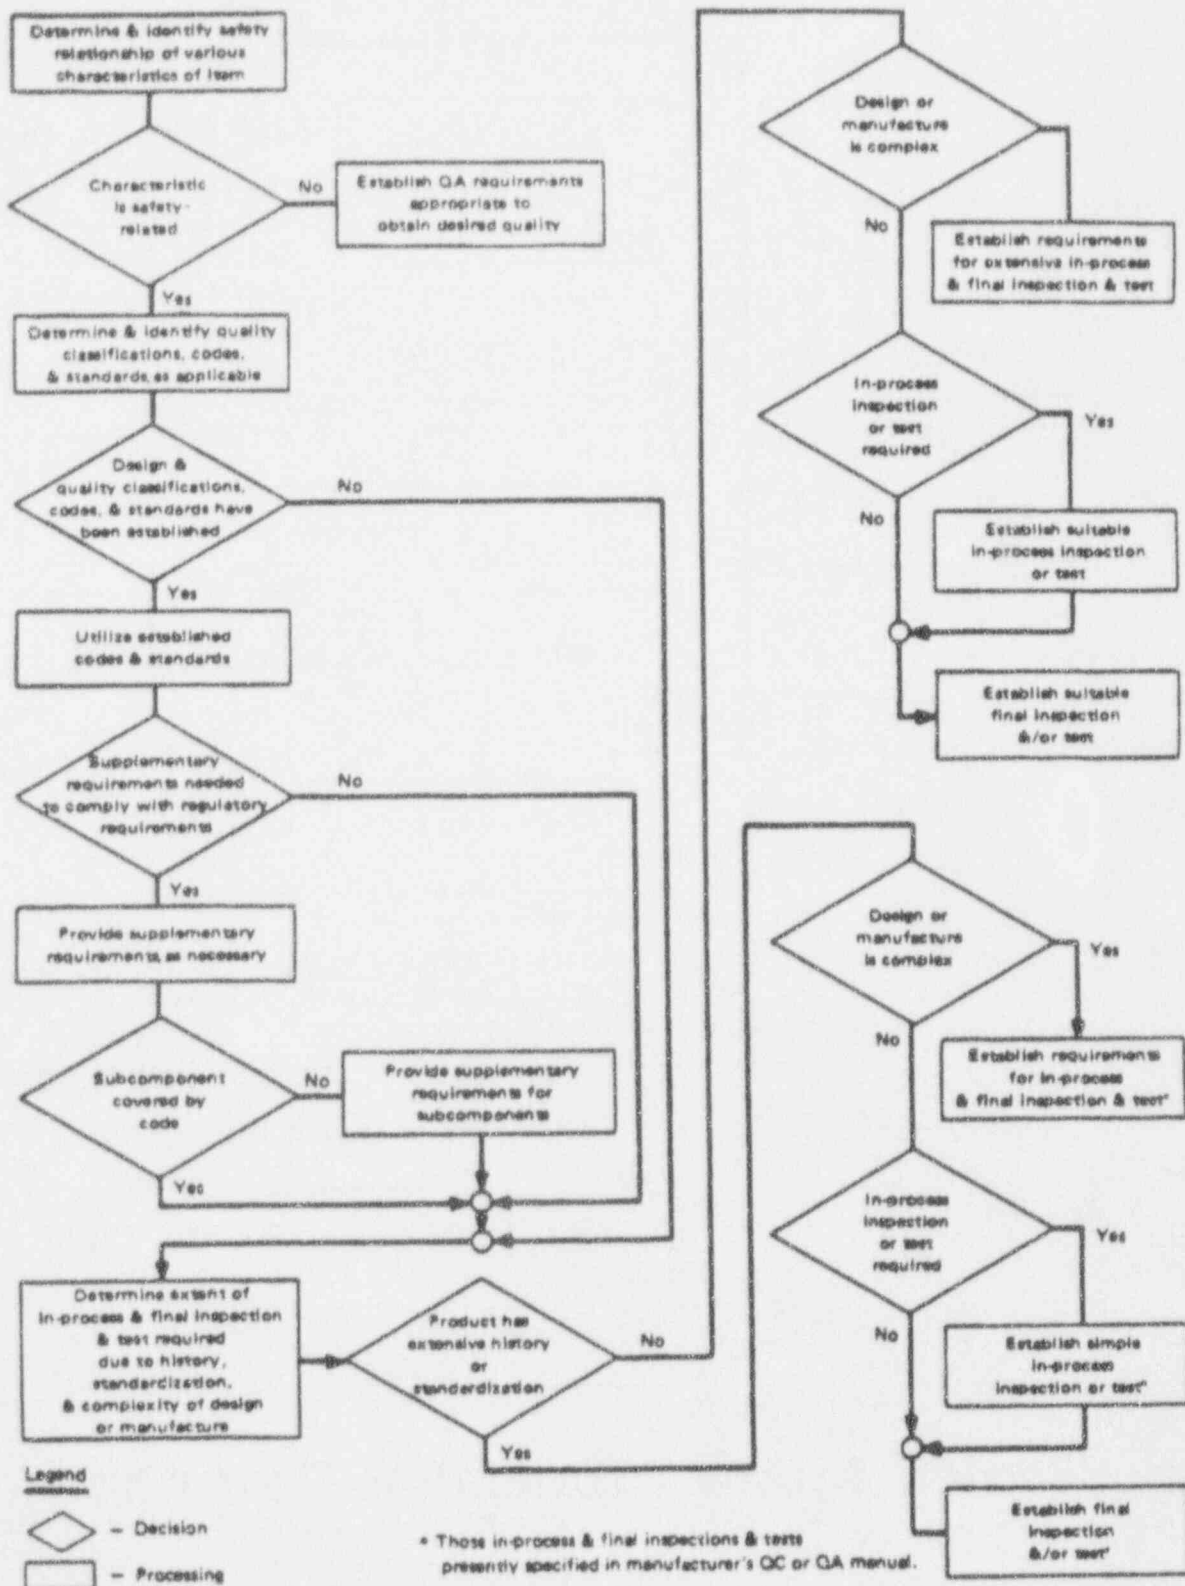 Determine & identify safety
relationship of various
characteristics of item
Characteristic
is safety-
related
No
Establish QA requirements
appropriate to
obtain desired quality
Yes
Determine & identify quality
classifications, codes,
& standards, as applicable
Design &
quality classifications,
codes, & standards have
been established
No
Yes
Utilize established
codes & standards
Supplementary
requirements needed
to comply with regulatory
requirements
No
Yes
Provide supplementary
requirements, as necessary
Subcomponent
covered by
code
No
Provide supplementary
requirements for
subcomponents
Yes
Determine extent of
in-process & final inspection
& test required
due to history,
standardization,
& complexity of design
or manufacture
Product has
extensive history
or
standardization
No
Yes
Design or
manufacture
is complex
No
Establish requirements
for extensive in-process
& final inspection & test
In-process
inspection
or test
required
Yes
No
Establish suitable
in-process inspection
or test
Establish suitable
final inspection
&/or test
Design or
manufacture
is complex
Yes
No
Establish requirements
for in-process
& final inspection & test*
In-process
inspection
or test
required
Yes
No
Establish simple
in-process
inspection or test*
Establish final
inspection
&/or test*
Legend
– Decision
– Processing
* Those in-process & final inspections & tests
presently specified in manufacturer's QC or QA manual.